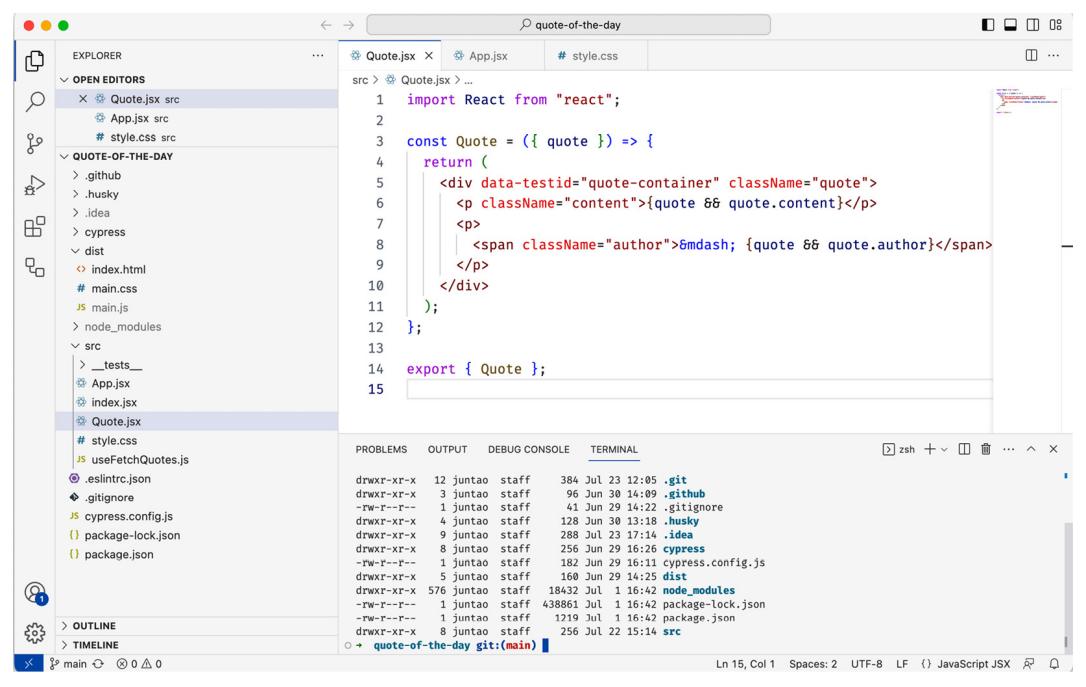 quote-of-the-day
EXPLORER
OPEN EDITORS
Quote.jsx src
App.jsx src
# style.css src
QUOTE-OF-THE-DAY
.github
.husky
.idea
cypress
dist
<> index.html
# main.css
JS main.js
node_modules
src
__tests__
App.jsx
index.jsx
Quote.jsx
# style.css
JS useFetchQuotes.js
.eslintrc.json
.gitignore
JS cypress.config.js
{} package-lock.json
{} package.json
1
OUTLINE
TIMELINE
Quote.jsx App.jsx # style.css
src > Quote.jsx > ...
1 import React from "react";
2
3 const Quote = ({ quote }) => {
4 return (
5 <div data-testid="quote-container" className="quote">
6 <p className="content">{quote && quote.content}</p>
7 <p>
8 <span className="author">&mdash; {quote && quote.author}</span>
9 </p>
10 </div>
11 );
12 };
13
14 export { Quote };
15
PROBLEMS OUTPUT DEBUG CONSOLE TERMINAL zsh
drwxr-xr-x 12 juntao staff 384 Jul 23 12:05 .git
drwxr-xr-x 3 juntao staff 96 Jun 30 14:09 .github
-rw-r--r-- 1 juntao staff 41 Jun 29 14:22 .gitignore
drwxr-xr-x 4 juntao staff 128 Jun 30 13:18 .husky
drwxr-xr-x 9 juntao staff 288 Jul 23 17:14 .idea
drwxr-xr-x 8 juntao staff 256 Jun 29 16:26 cypress
-rw-r--r-- 1 juntao staff 182 Jun 29 16:11 cypress.config.js
drwxr-xr-x 5 juntao staff 160 Jun 29 14:25 dist
drwxr-xr-x 576 juntao staff 18432 Jul 1 16:42 node_modules
-rw-r--r-- 1 juntao staff 438861 Jul 1 16:42 package-lock.json
-rw-r--r-- 1 juntao staff 1219 Jul 1 16:42 package.json
drwxr-xr-x 8 juntao staff 256 Jul 22 15:14 src
→ quote-of-the-day git:(main)
main 0 0 Ln 15, Col 1 Spaces: 2 UTF-8 LF {} JavaScript JSX